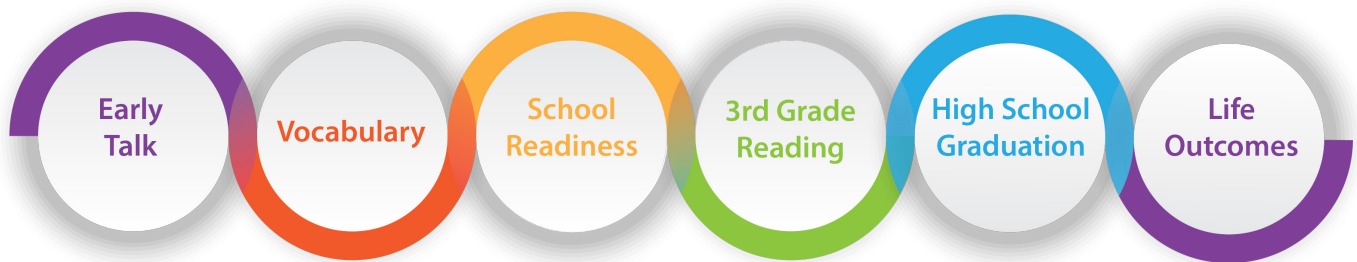 Early
Talk
Vocabulary
School
Readiness
3rd Grade
Reading
High School
Graduation
Life
Outcomes